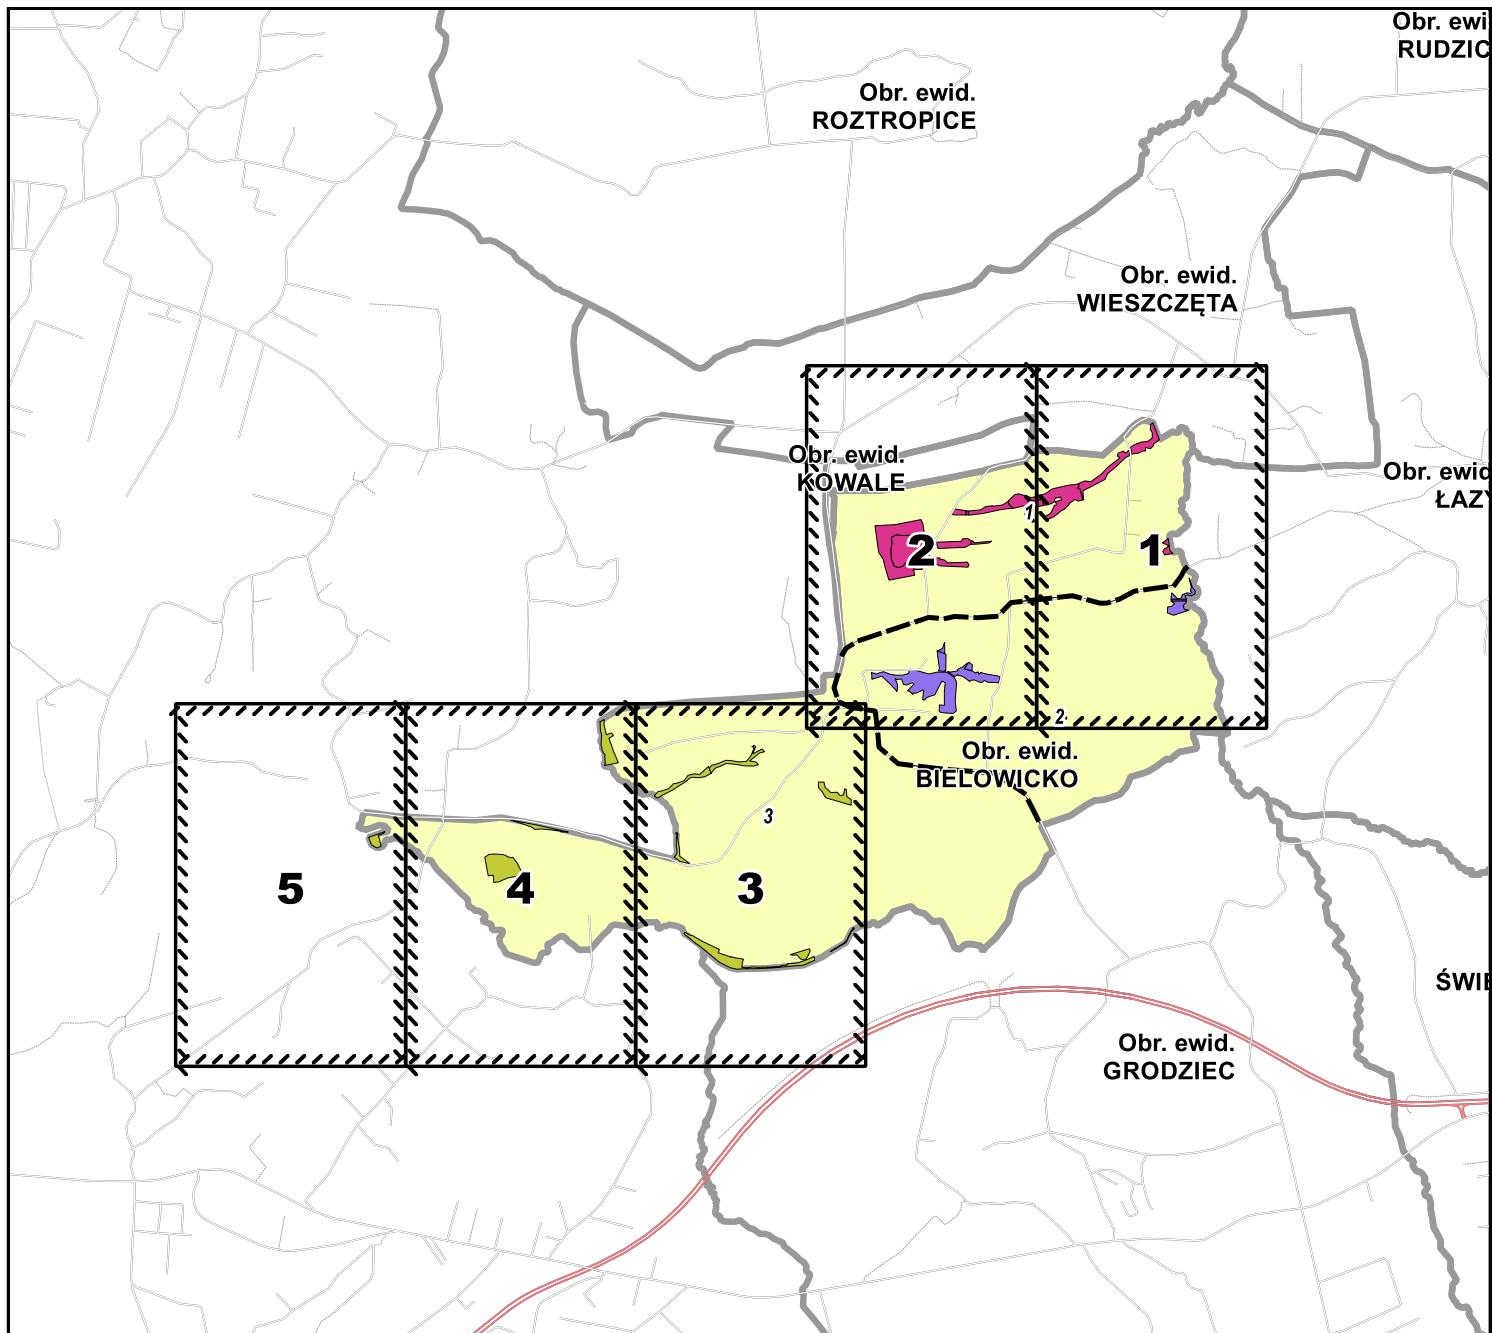 Obr. ewi
RUDZIC
Obr. ewid.
ROZTROPICE
Obr. ewid.
WIESZCZĘTA
Obr. ewid.
KOWALE
Obr. ewid
ŁAZY
1
2
1
2
Obr. ewid.
BIELOWICKO
3
5
4
3
ŚWIE
Obr. ewid.
GRODZIEC